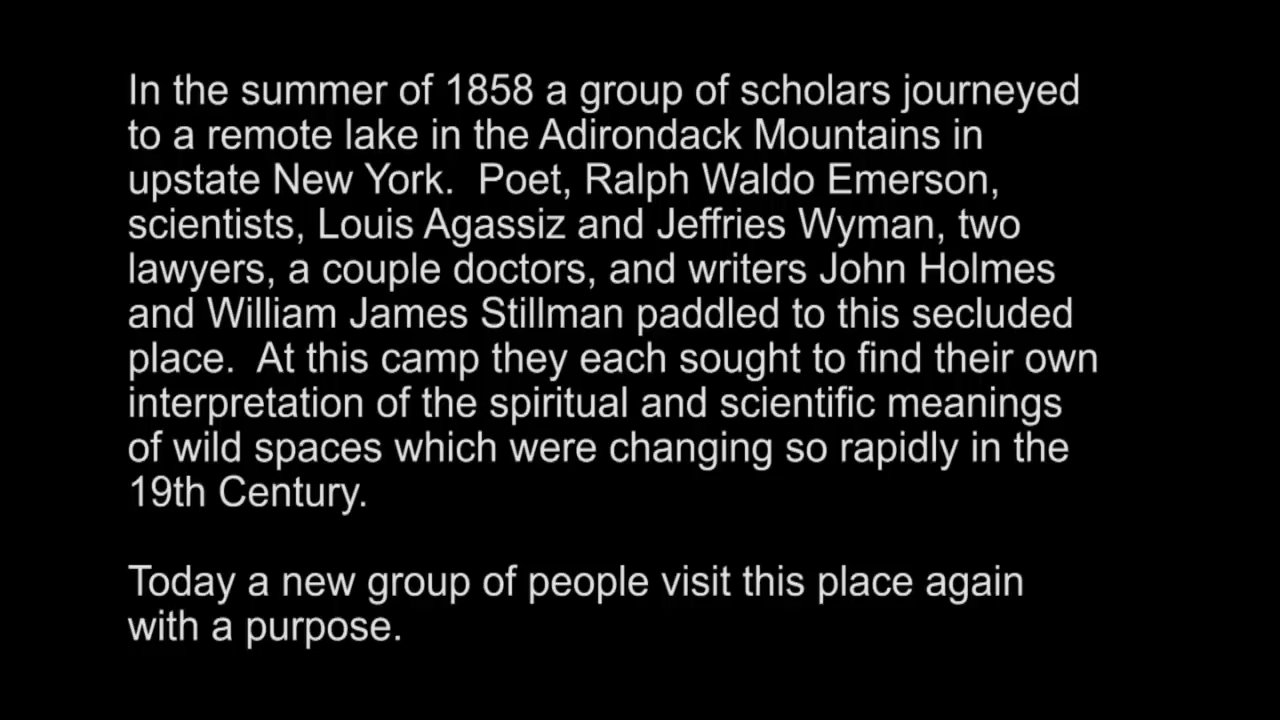 In the summer of 1858 a group of scholars journeyed
to a remote lake in the Adirondack Mountains in
upstate New York.  Poet, Ralph Waldo Emerson,
scientists, Louis Agassiz and Jeffries Wyman, two
lawyers, a couple doctors, and writers John Holmes
and William James Stillman paddled to this secluded
place.  At this camp they each sought to find their own
interpretation of the spiritual and scientific meanings
of wild spaces which were changing so rapidly in the
19th Century.

Today a new group of people visit this place again
with a purpose.